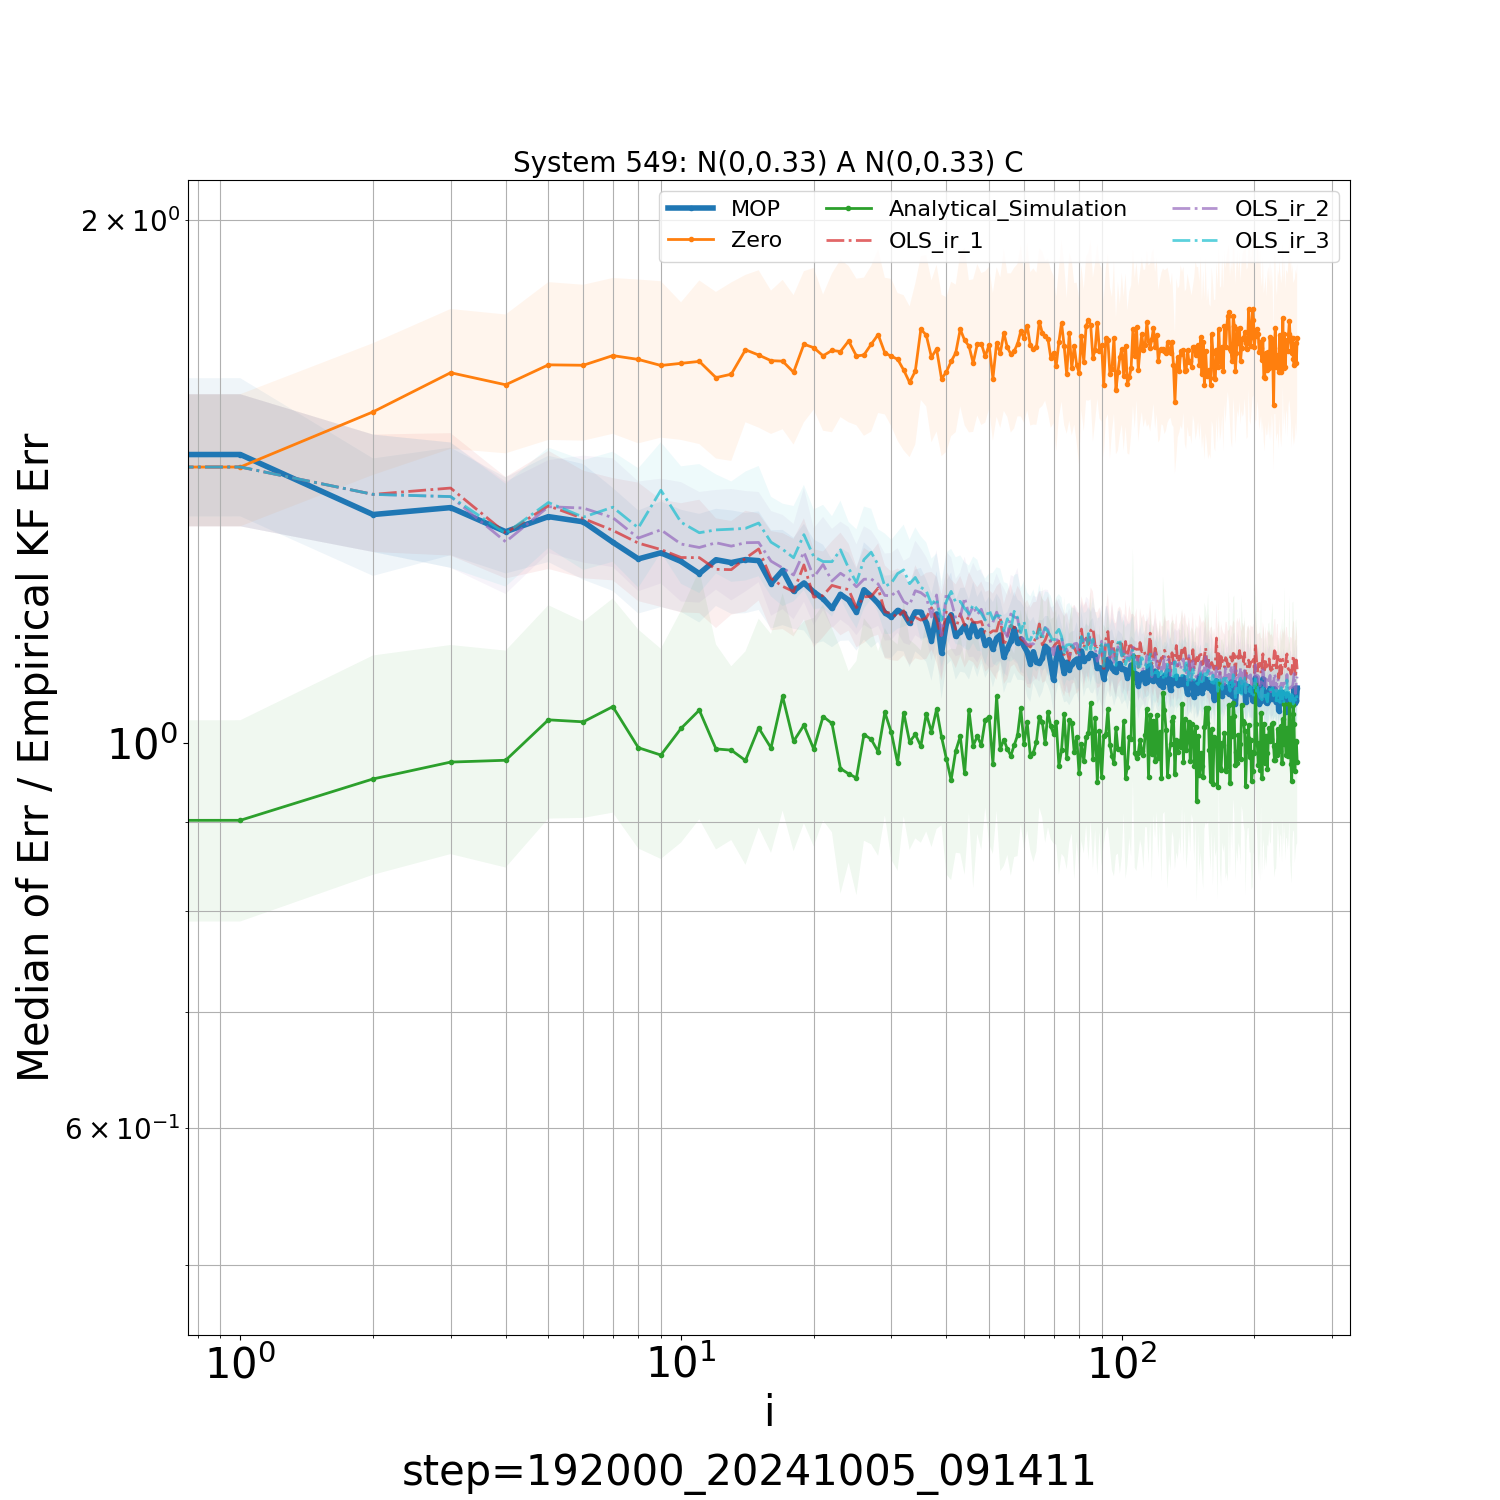 System 549: N(0,0.33) A N(0,0.33) C
MOP
Zero
Analytical_Simulation
OLS_ir_1
OLS_ir_2
OLS_ir_3
Median of Err / Empirical KF Err
2 × 10⁰
10⁰
6 × 10⁻¹
10⁰
10¹
10²
i
step=192000_20241005_091411